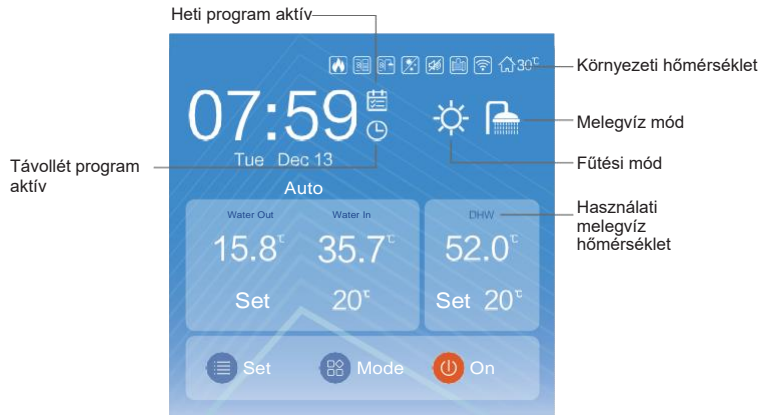 Heti program aktív
30℃
Környezeti hőmérséklet
07:59
Melegvíz mód
Tue Dec 13
Fűtési mód
Távollét program
aktív
Auto
Használati
melegvíz
hőmérséklet
Water Out Water In DHW
15.8℃ 35.7℃ 52.0℃
Set 20℃ Set 20℃
Set Mode On